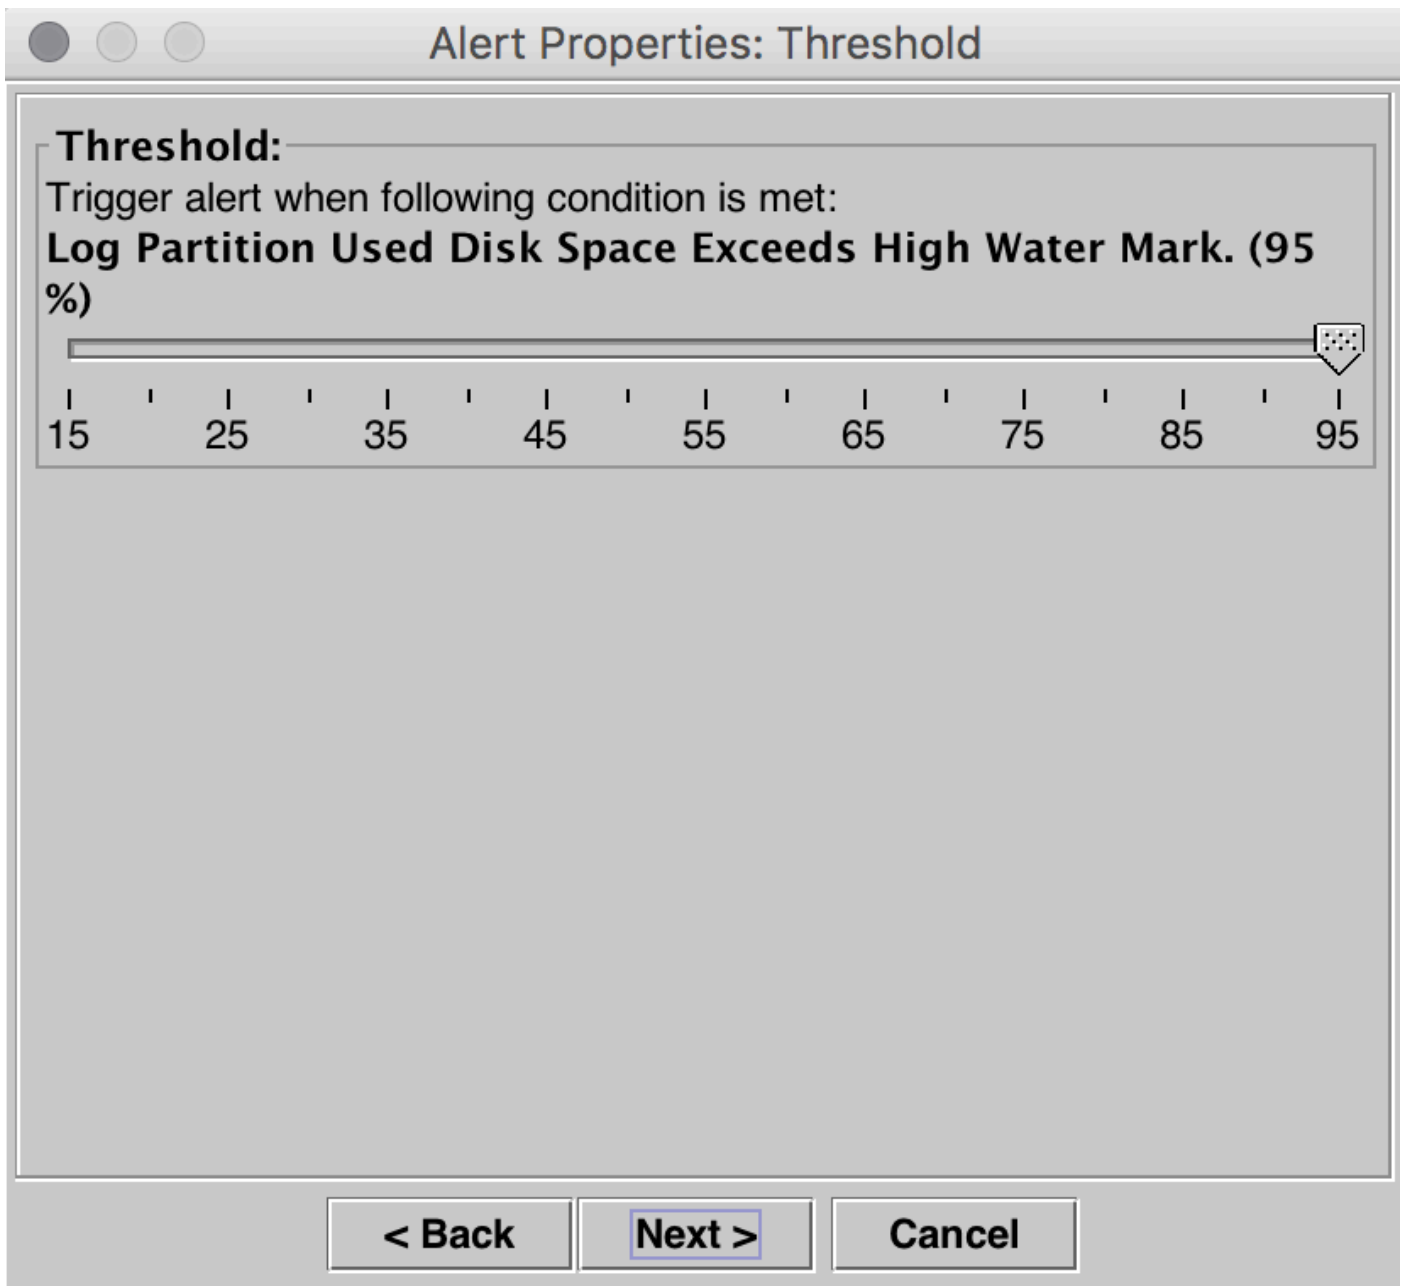 Alert Properties: Threshold
Threshold:
Trigger alert when following condition is met:
Log Partition Used Disk Space Exceeds High Water Mark. (95
%)
15 25 35 45 55 65 75 85 95
< Back Next > Cancel